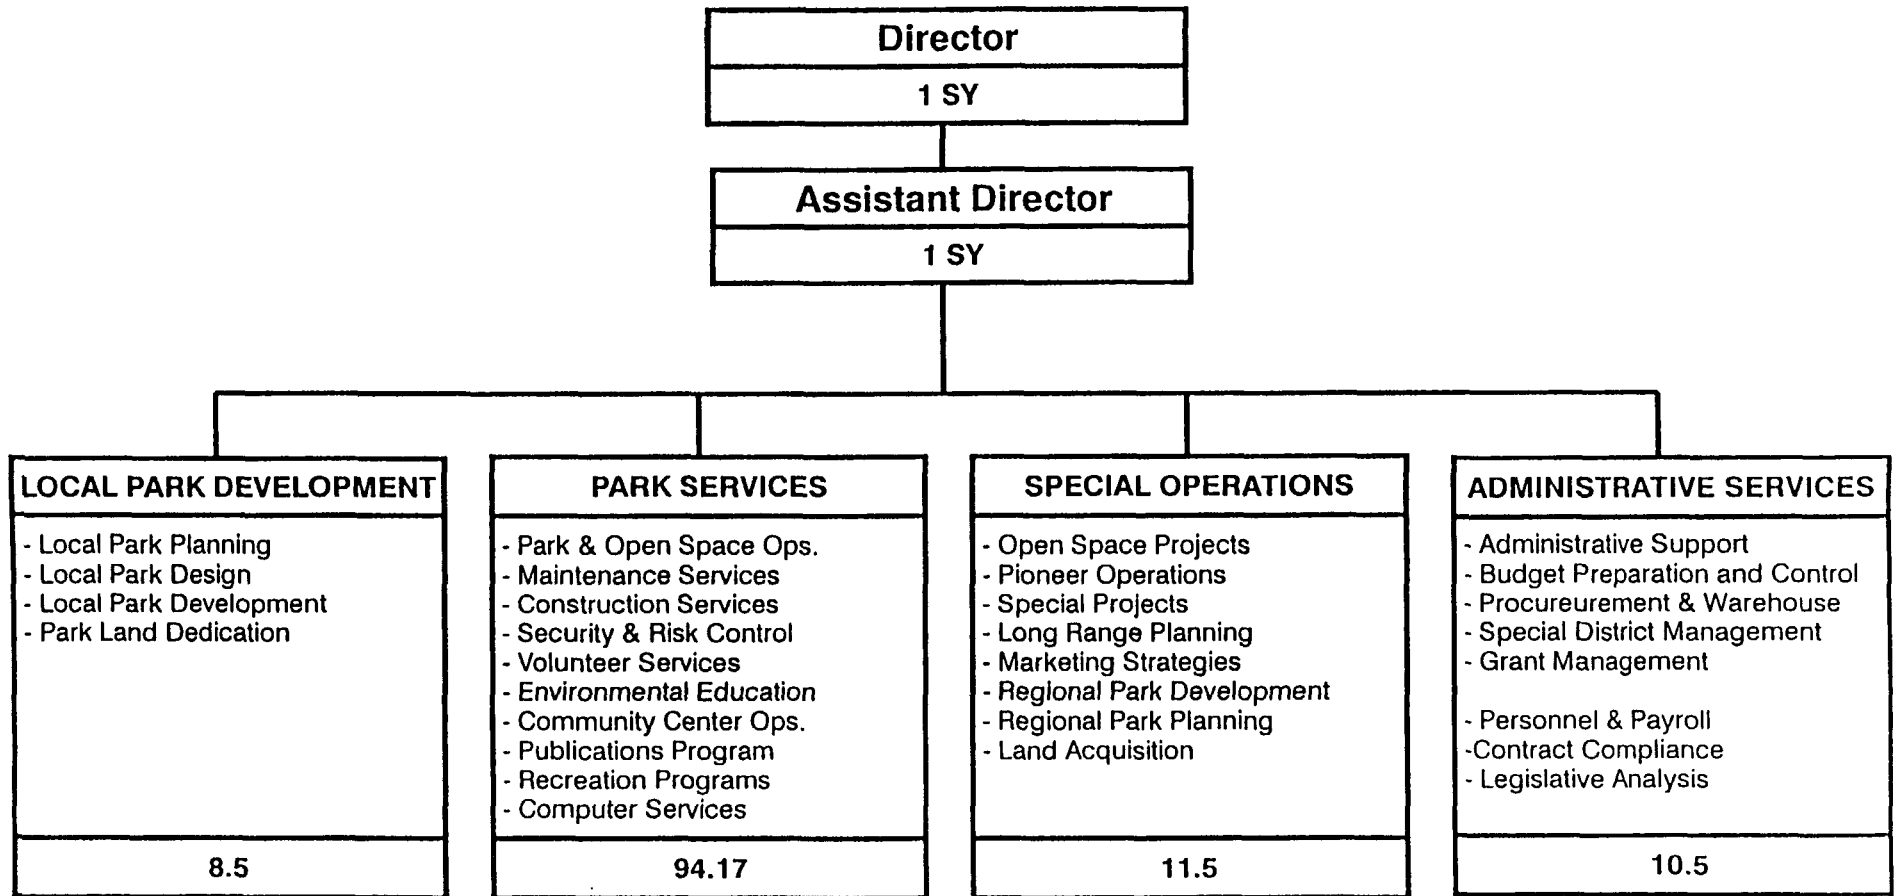 Director
1 SY
Assistant Director
1 SY
LOCAL PARK DEVELOPMENT
- Local Park Planning
- Local Park Design
- Local Park Development
- Park Land Dedication
8.5
PARK SERVICES
- Park & Open Space Ops.
- Maintenance Services
- Construction Services
- Security & Risk Control
- Volunteer Services
- Environmental Education
- Community Center Ops.
- Publications Program
- Recreation Programs
- Computer Services
94.17
SPECIAL OPERATIONS
- Open Space Projects
- Pioneer Operations
- Special Projects
- Long Range Planning
- Marketing Strategies
- Regional Park Development
- Regional Park Planning
- Land Acquisition
11.5
ADMINISTRATIVE SERVICES
- Administrative Support
- Budget Preparation and Control
- Procureurement & Warehouse
- Special District Management
- Grant Management
- Personnel & Payroll
-Contract Compliance
- Legislative Analysis
10.5